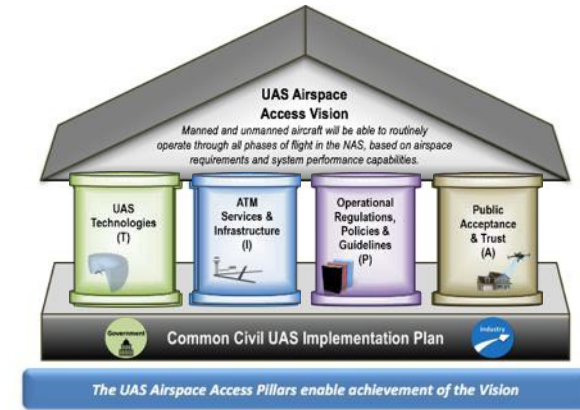 UAS Airspace
Access Vision
Manned and unmanned aircraft will be able to routinely
operate through all phases of flight in the NAS, based on airspace
requirements and system performance capabilities.
UAS
Technologies
(T)
ATM
Services &
Infrastructure
(I)
Operational
Regulations,
Policies &
Guidelines
(P)
Public
Acceptance
& Trust
(A)
Government
Common Civil UAS Implementation Plan
Industry
The UAS Airspace Access Pillars enable achievement of the Vision